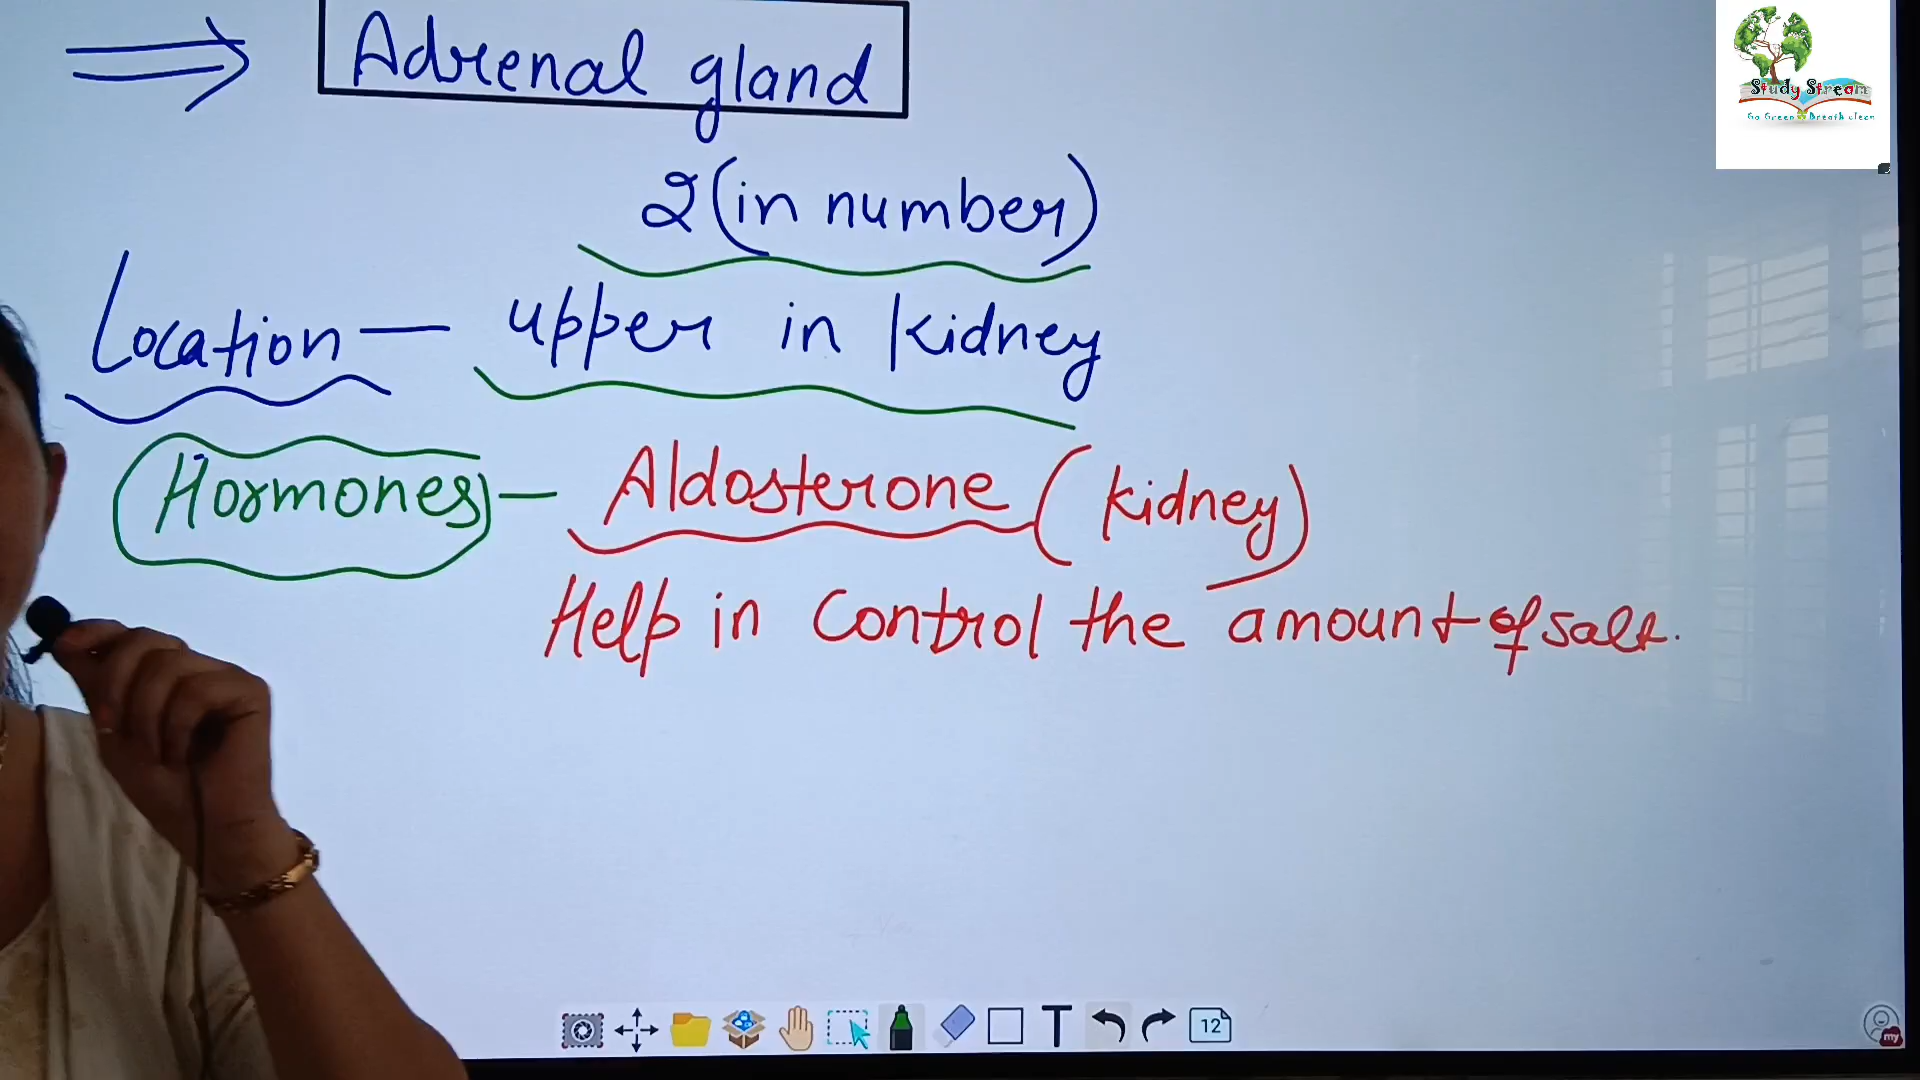 Adrenal gland
2 (in number)
Location — upper in kidney
Hormones — Aldosterone (kidney)
Help in control the amount of salt.
Study Stream
Go Green Breath clean
T
12
my